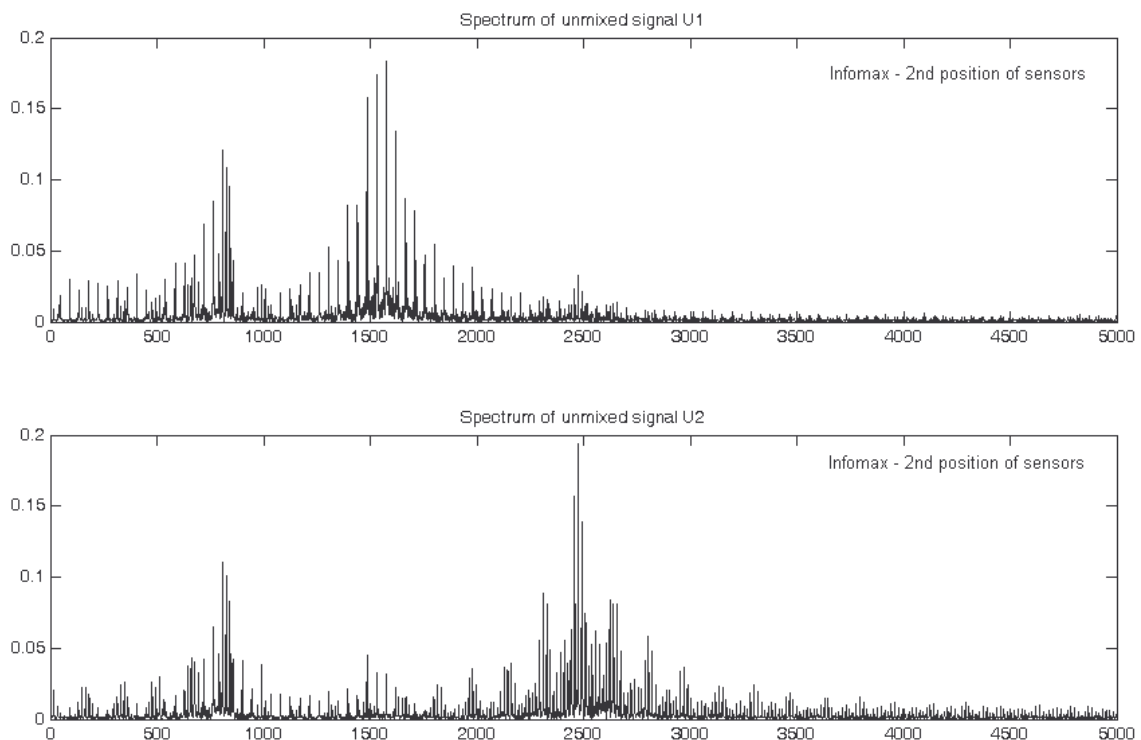 Spectrum of unmixed signal U1
0.2
Infomax - 2nd position of sensors
0.15
0.1
0.05
0
0 500 1000 1500 2000 2500 3000 3500 4000 4500 5000
Spectrum of unmixed signal U2
0.2
Infomax - 2nd position of sensors
0.15
0.1
0.05
0
0 500 1000 1500 2000 2500 3000 3500 4000 4500 5000